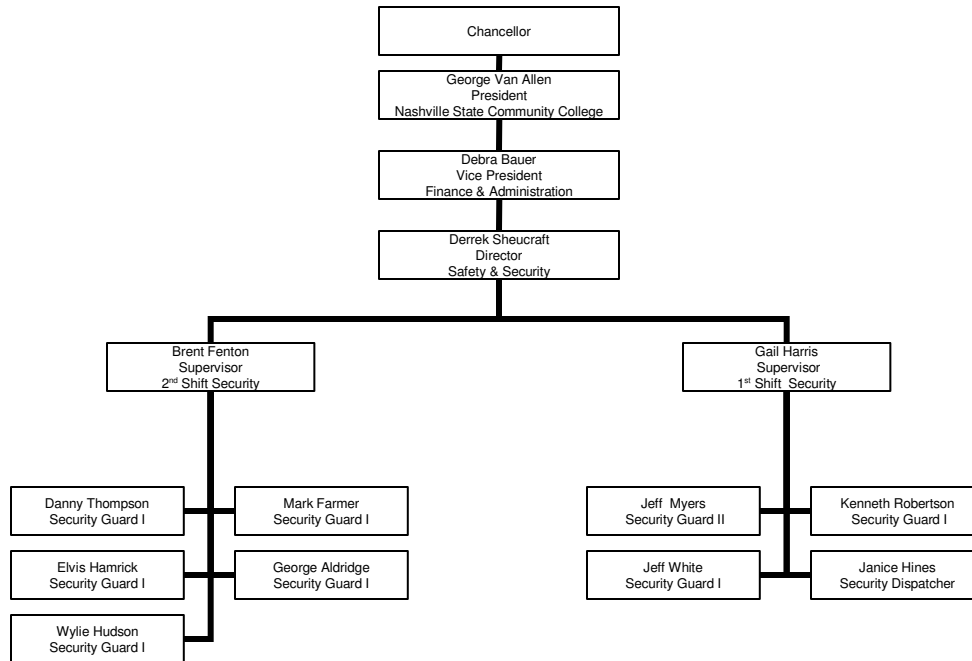 Chancellor
George Van Allen
President
Nashville State Community College
Debra Bauer
Vice President
Finance & Administration
Derrek Sheucraft
Director
Safety & Security
Brent Fenton
Supervisor
2nd Shift Security
Gail Harris
Supervisor
1st Shift  Security
Danny Thompson
Security Guard I
Mark Farmer
Security Guard I
Jeff  Myers
Security Guard II
Kenneth Robertson
Security Guard I
Elvis Hamrick
Security Guard I
George Aldridge
Security Guard I
Jeff White
Security Guard I
Janice Hines
Security Dispatcher
Wylie Hudson
Security Guard I